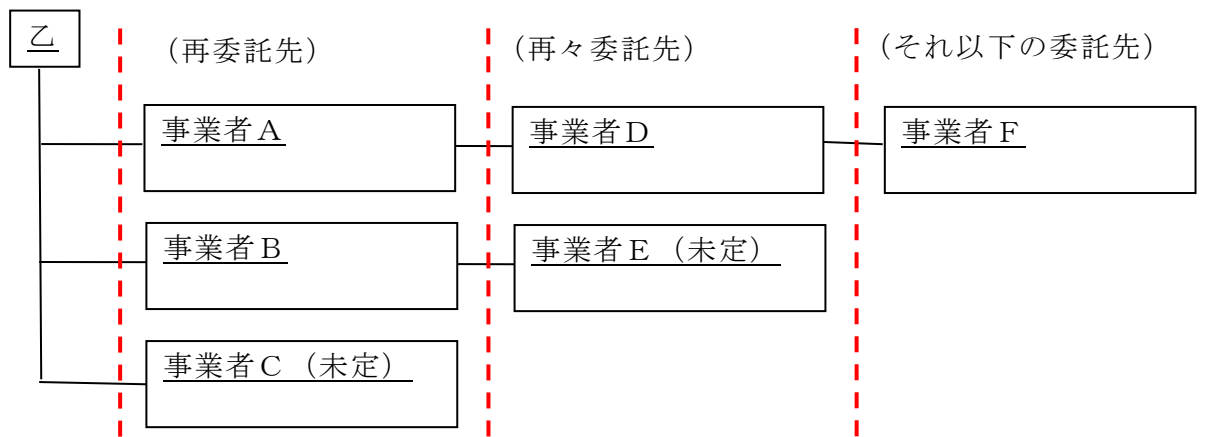 乙
（再委託先）
（再々委託先）
（それ以下の委託先）
事業者Ａ
事業者Ｄ
事業者Ｆ
事業者Ｂ
事業者Ｅ（未定）
事業者Ｃ（未定）